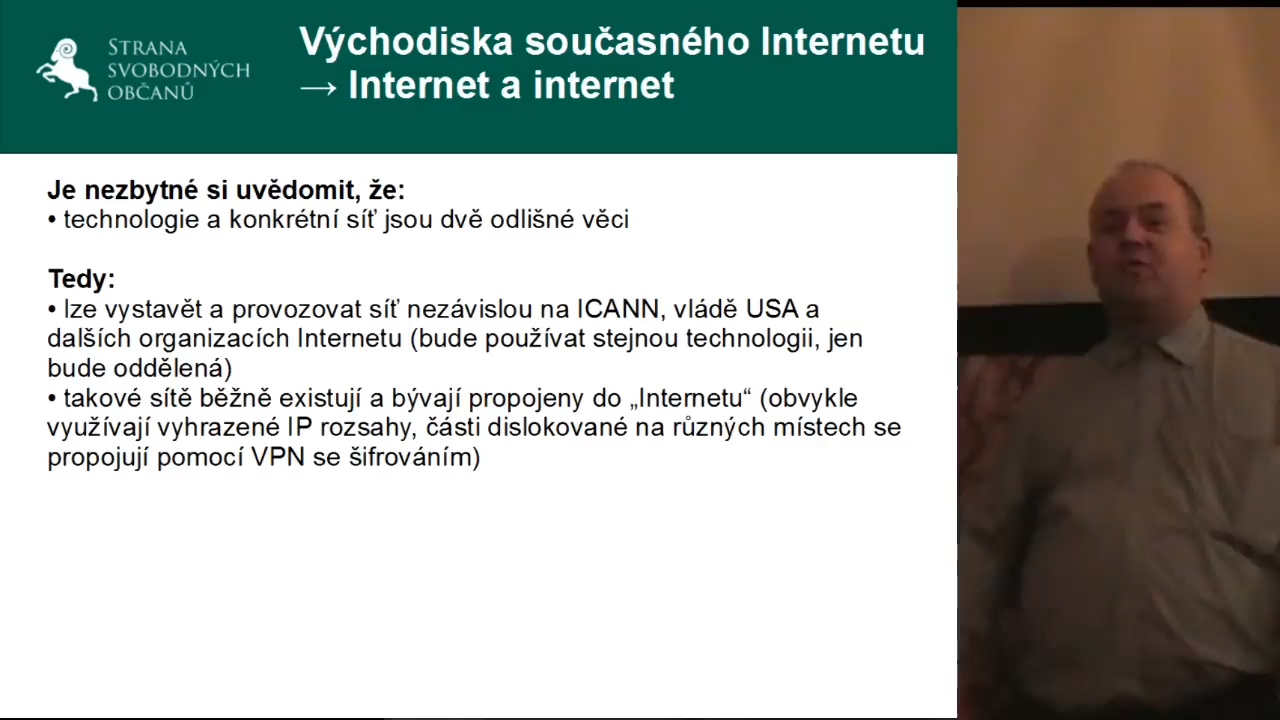 STRANA
SVOBODNÝCH
OBČANŮ
Východiska současného Internetu
→ Internet a internet
Je nezbytné si uvědomit, že:
• technologie a konkrétní síť jsou dvě odlišné věci
Tedy:
• lze vystavět a provozovat síť nezávislou na ICANN, vládě USA a
dalších organizacích Internetu (bude používat stejnou technologii, jen
bude oddělená)
• takové sítě běžně existují a bývají propojeny do „Internetu“ (obvykle
využívají vyhrazené IP rozsahy, části dislokované na různých místech se
propojují pomocí VPN se šifrováním)